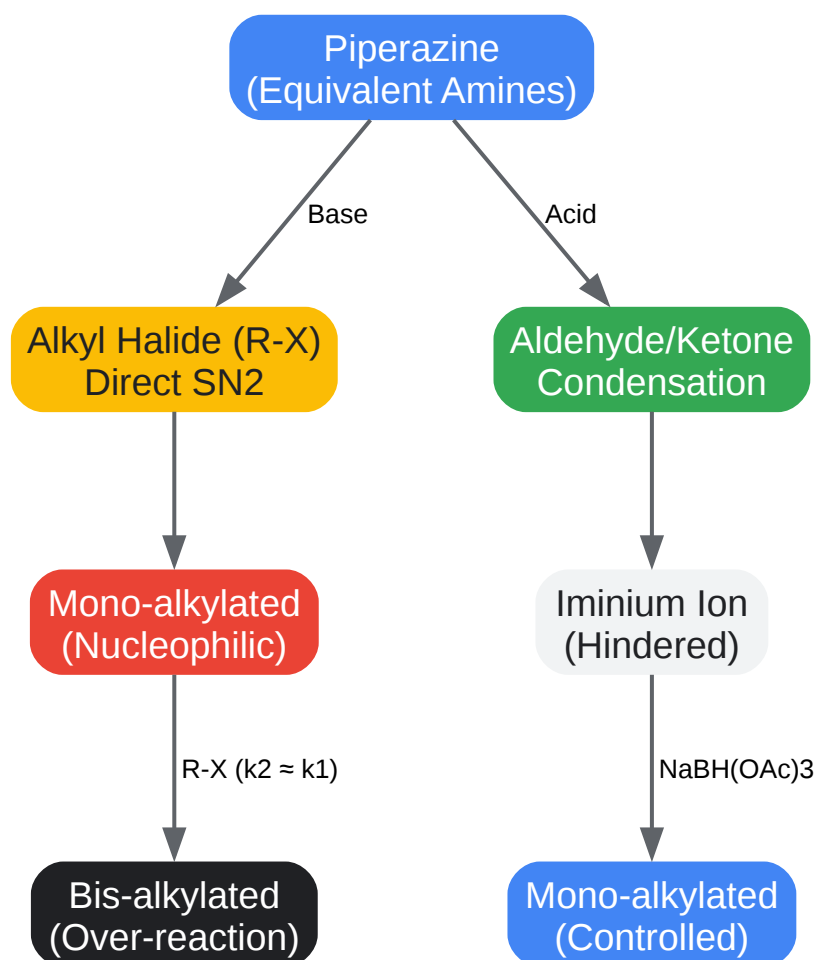 Piperazine
(Equivalent Amines)
Base
Acid
Alkyl Halide (R-X)
Direct SN2
Aldehyde/Ketone
Condensation
Mono-alkylated
(Nucleophilic)
Iminium Ion
(Hindered)
R-X (k2 ≈ k1)
NaBH(OAc)3
Bis-alkylated
(Over-reaction)
Mono-alkylated
(Controlled)